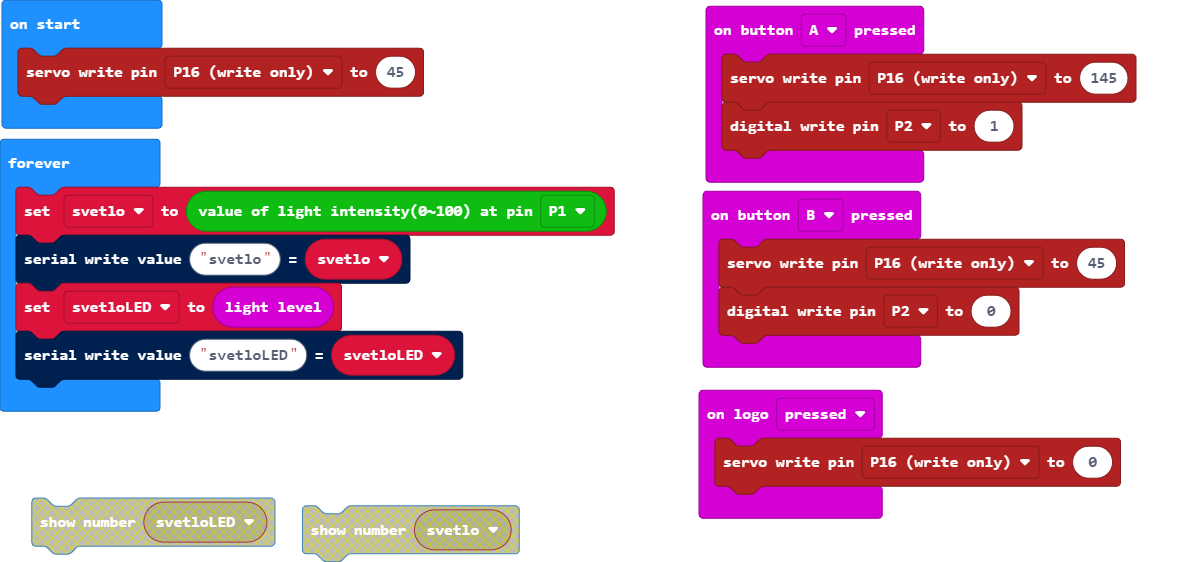 on start
servo write pin P16 (write only) to 45
forever
set svetlo to value of light intensity(0~100) at pin P1
serial write value "svetlo" = svetlo
set svetloLED to light level
serial write value "svetloLED" = svetloLED
show number svetloLED
show number svetlo
on button A pressed
servo write pin P16 (write only) to 145
digital write pin P2 to 1
on button B pressed
servo write pin P16 (write only) to 45
digital write pin P2 to 0
on logo pressed
servo write pin P16 (write only) to 0